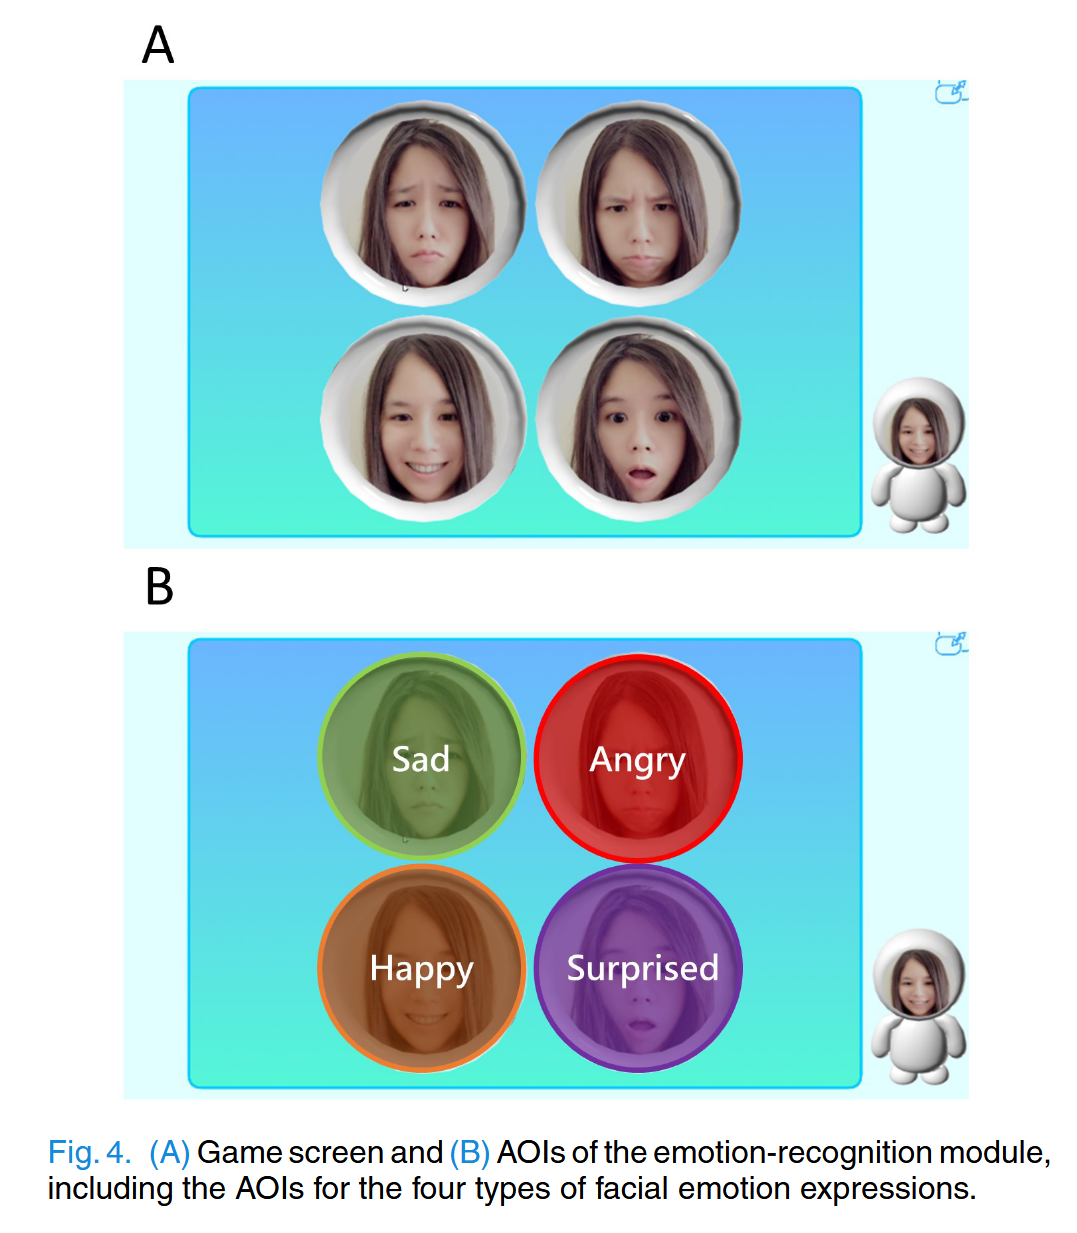 A
B
Sad
Angry
Happy
Surprised
Fig. 4. (A) Game screen and (B) AOIs of the emotion-recognition module,
including the AOIs for the four types of facial emotion expressions.